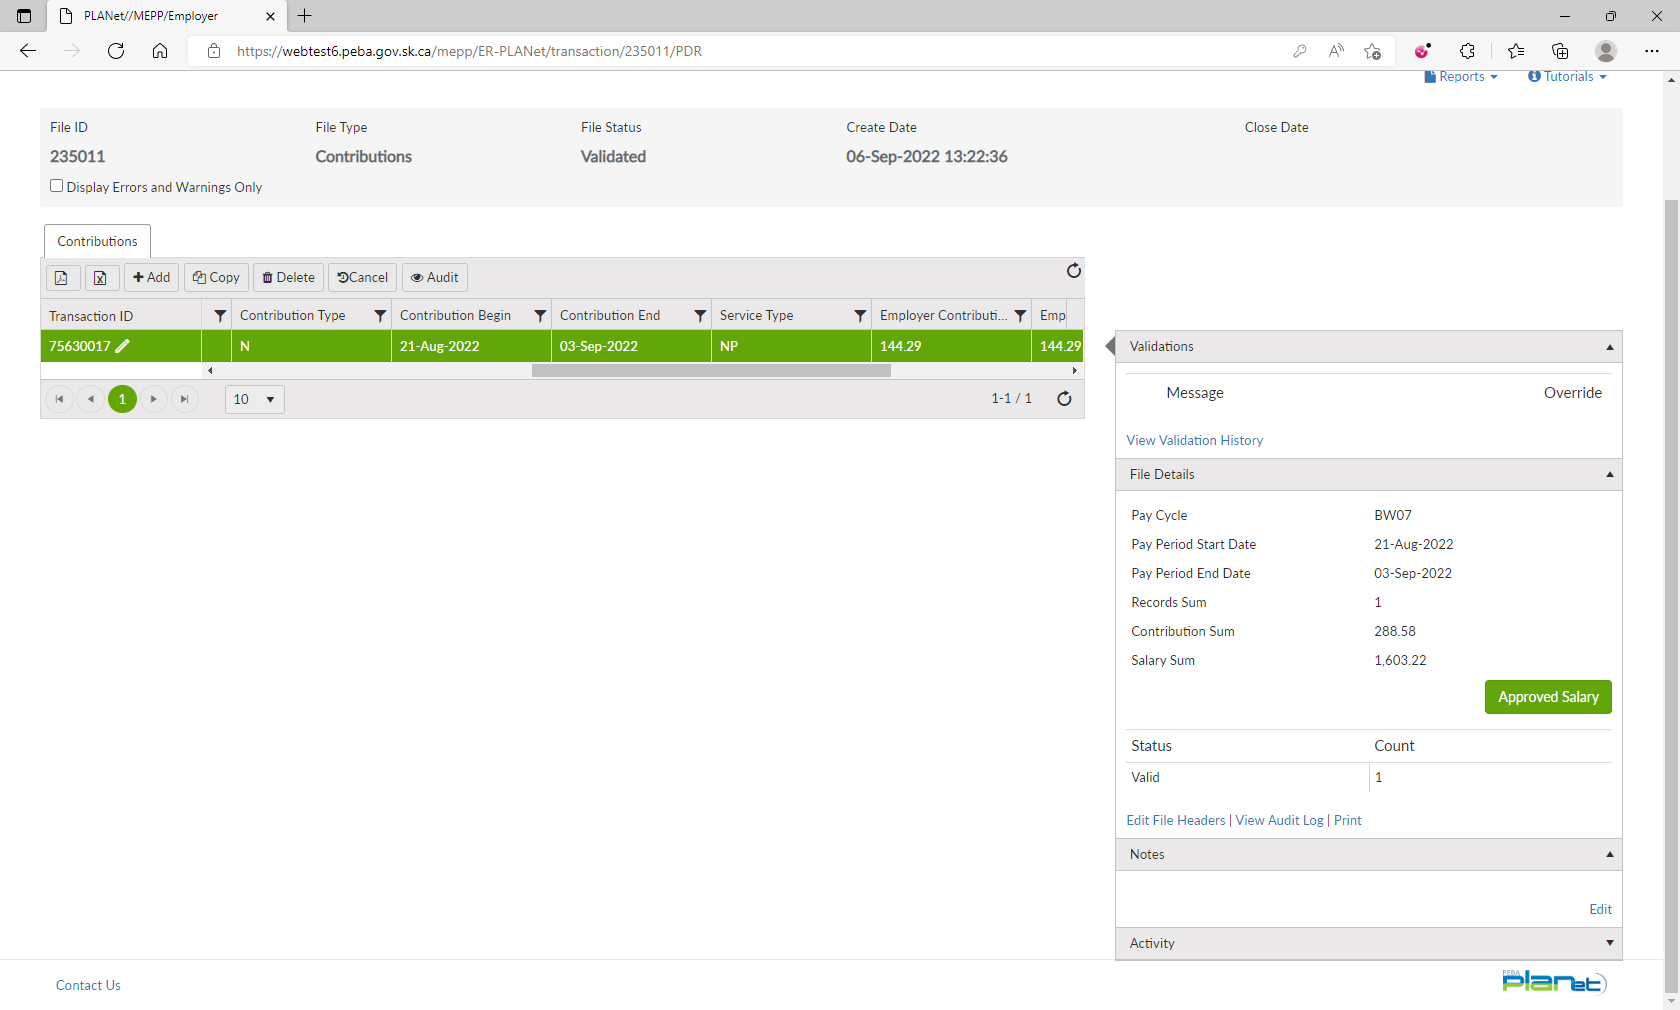 PLANet//MEPP/Employer
https://webtest6.peba.gov.sk.ca/mepp/ER-PLANet/transaction/235011/PDR
Reports Tutorials
File ID File Type File Status Create Date Close Date
235011 Contributions Validated 06-Sep-2022 13:22:36
Display Errors and Warnings Only
Contributions
Add Copy Delete Cancel Audit
Transaction ID Contribution Type Contribution Begin Contribution End Service Type Employer Contributi... Emp
75630017 N 21-Aug-2022 03-Sep-2022 NP 144.29 144.29
1 10 1-1 / 1
Validations
Message Override
View Validation History
File Details
Pay Cycle BW07
Pay Period Start Date 21-Aug-2022
Pay Period End Date 03-Sep-2022
Records Sum 1
Contribution Sum 288.58
Salary Sum 1,603.22
Approved Salary
Status Count
Valid 1
Edit File Headers | View Audit Log | Print
Notes
Edit
Activity
Contact Us
PEBA
planet